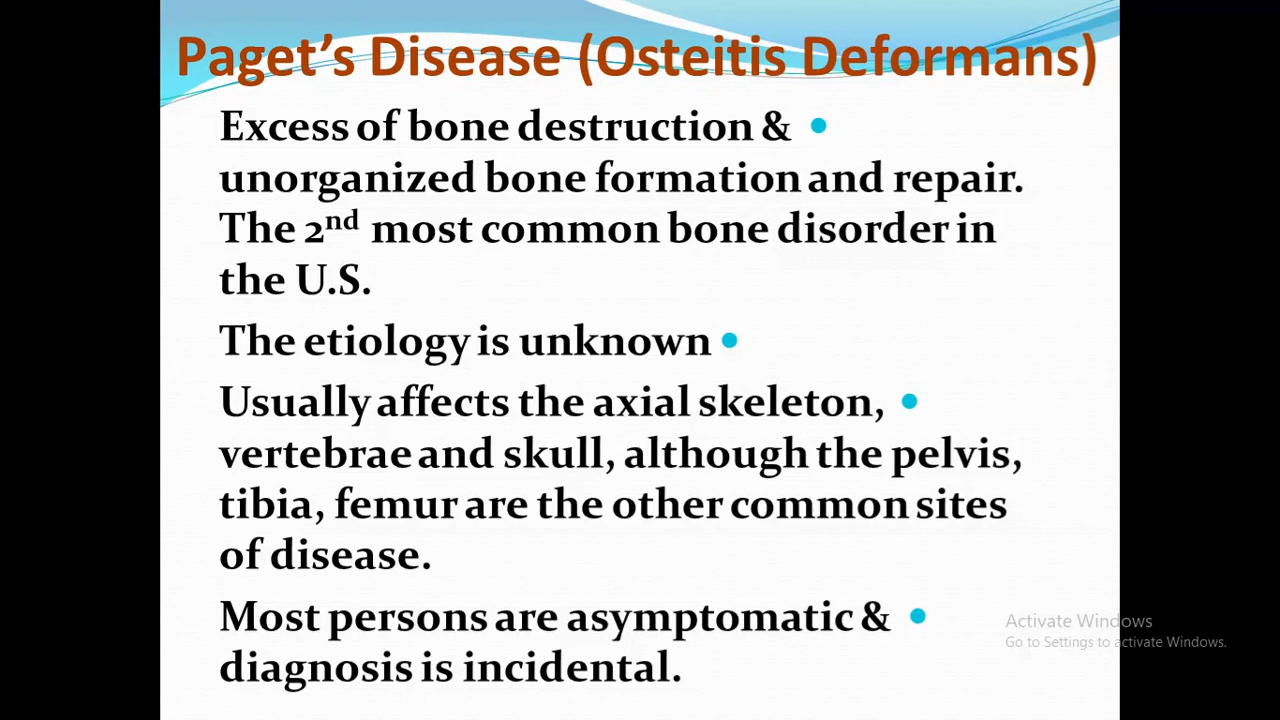 Paget’s Disease (Osteitis Deformans)
Excess of bone destruction & •
unorganized bone formation and repair.
The 2nd most common bone disorder in
the U.S.
The etiology is unknown •
Usually affects the axial skeleton, •
vertebrae and skull, although the pelvis,
tibia, femur are the other common sites
of disease.
Most persons are asymptomatic & •
diagnosis is incidental.
Activate Windows
Go to Settings to activate Windows.